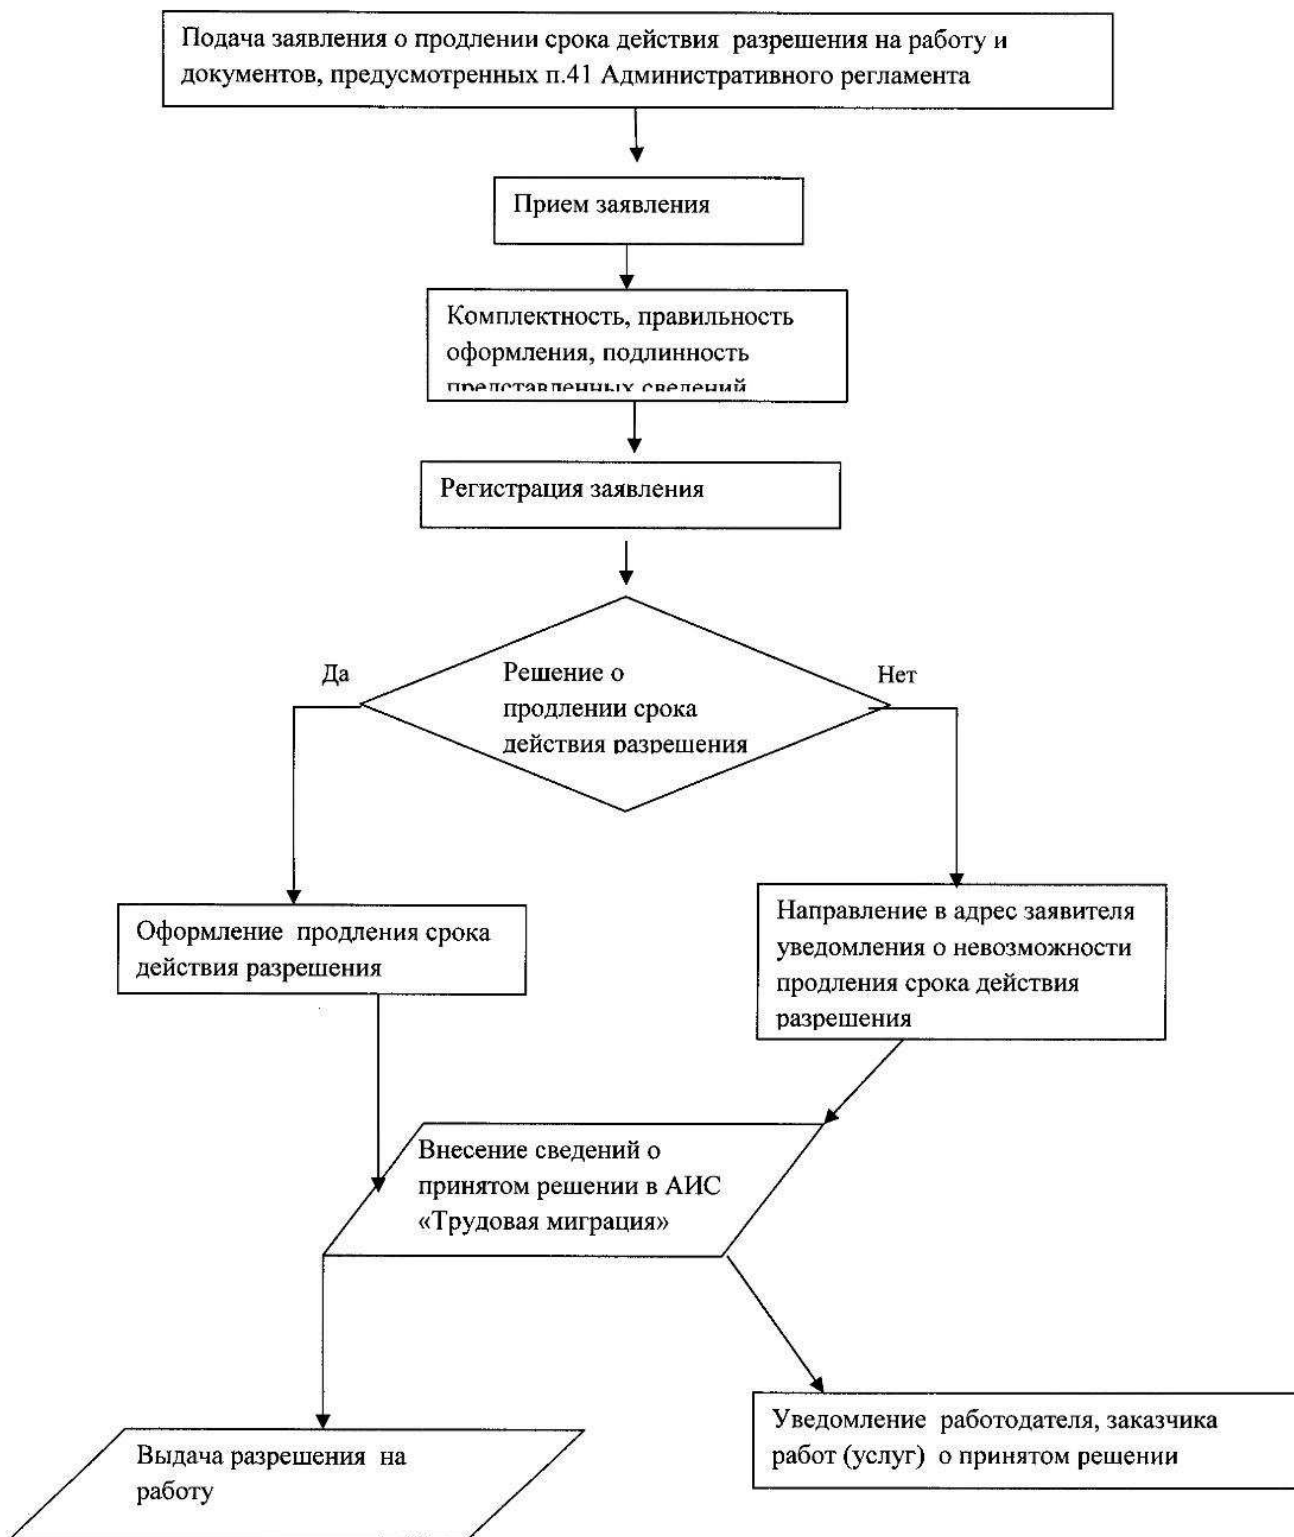 Подача заявления о продлении срока действия разрешения на работу и
документов, предусмотренных п.41 Административного регламента
Прием заявления
Комплектность, правильность
оформления, подлинность
представленных сведений
Регистрация заявления
Да
Решение о
продлении срока
действия разрешения
Нет
Оформление продления срока
действия разрешения
Направление в адрес заявителя
уведомления о невозможности
продления срока действия
разрешения
Внесение сведений о
принятом решении в АИС
«Трудовая миграция»
Выдача разрешения на
работу
Уведомление работодателя, заказчика
работ (услуг) о принятом решении